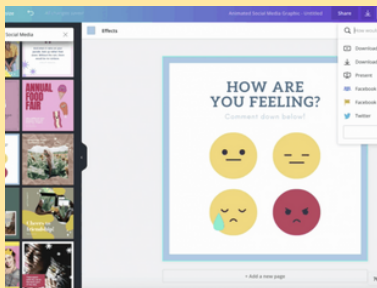 Animated Social Media Graphic - Untitled
Share
Social Media
Effects
Download
Download
Present
Facebook
Facebook
Twitter
ANNUAL
FOOD
FAIR
HOW ARE
YOU FEELING?
Comment down below!
+ Add a new page